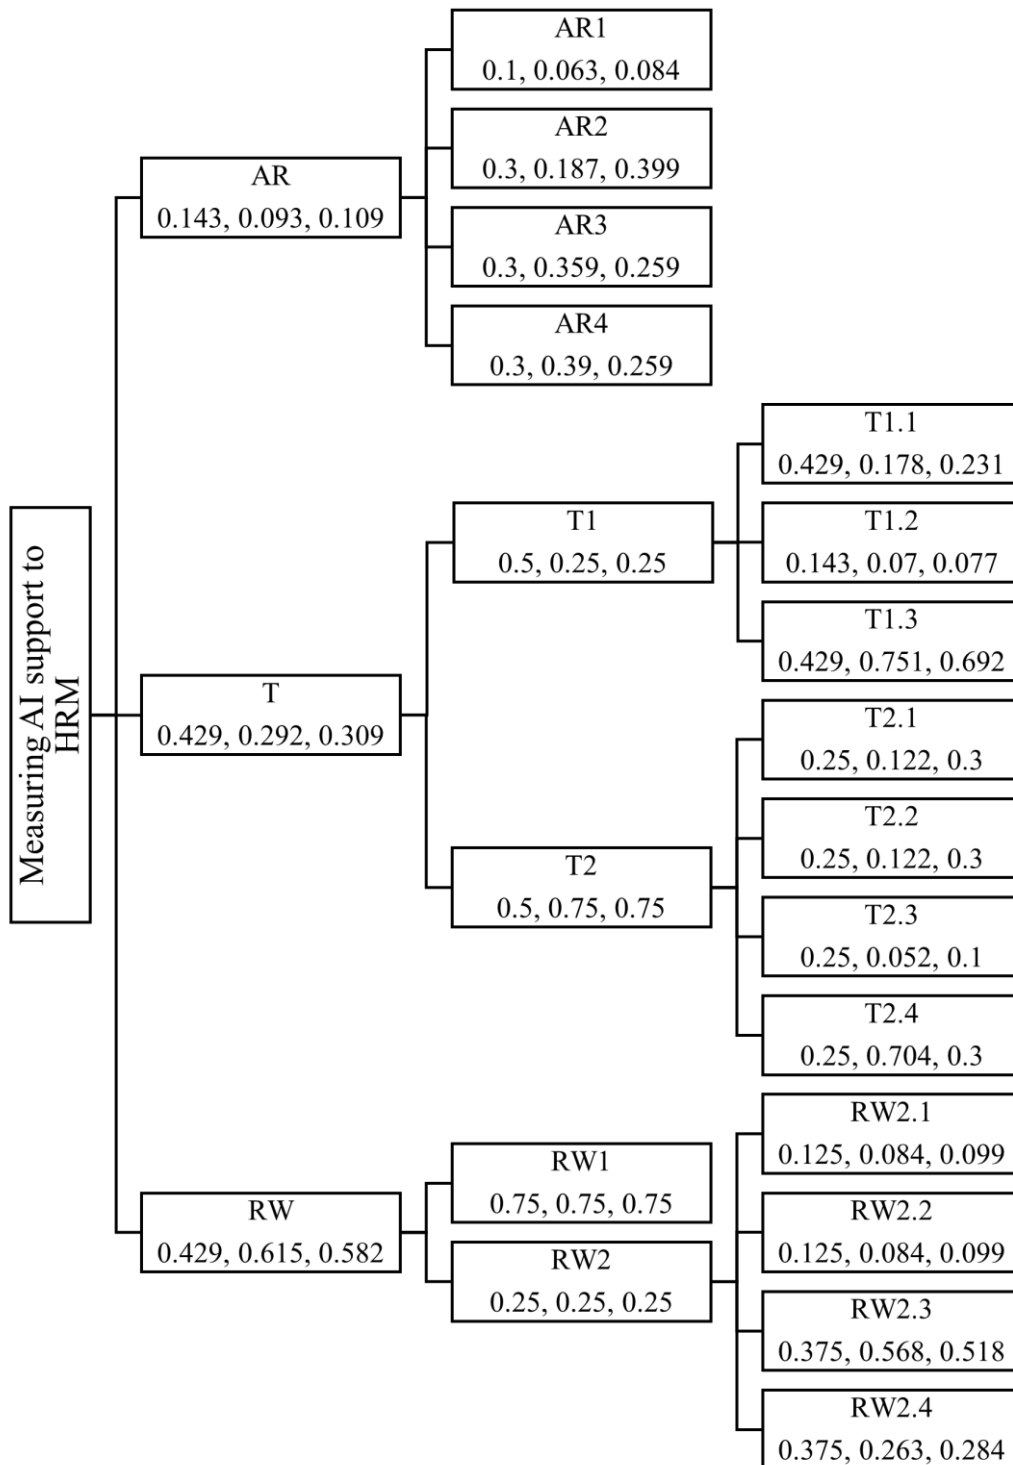 Measuring AI support to
HRM
AR
0.143, 0.093, 0.109
AR1
0.1, 0.063, 0.084
AR2
0.3, 0.187, 0.399
AR3
0.3, 0.359, 0.259
AR4
0.3, 0.39, 0.259
T
0.429, 0.292, 0.309
T1
0.5, 0.25, 0.25
T1.1
0.429, 0.178, 0.231
T1.2
0.143, 0.07, 0.077
T1.3
0.429, 0.751, 0.692
T2
0.5, 0.75, 0.75
T2.1
0.25, 0.122, 0.3
T2.2
0.25, 0.122, 0.3
T2.3
0.25, 0.052, 0.1
T2.4
0.25, 0.704, 0.3
RW
0.429, 0.615, 0.582
RW1
0.75, 0.75, 0.75
RW2
0.25, 0.25, 0.25
RW2.1
0.125, 0.084, 0.099
RW2.2
0.125, 0.084, 0.099
RW2.3
0.375, 0.568, 0.518
RW2.4
0.375, 0.263, 0.284